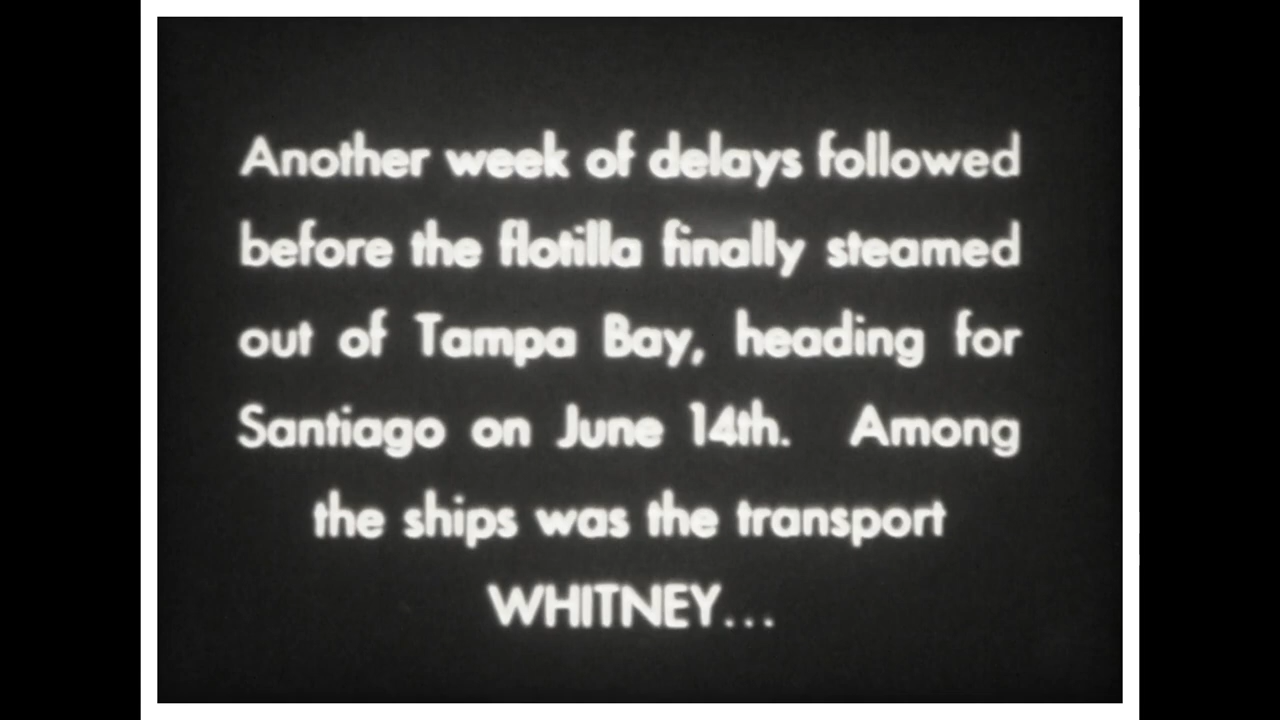 Another week of delays followed
before the flotilla finally steamed
out of Tampa Bay, heading for
Santiago on June 14th. Among
the ships was the transport
WHITNEY...